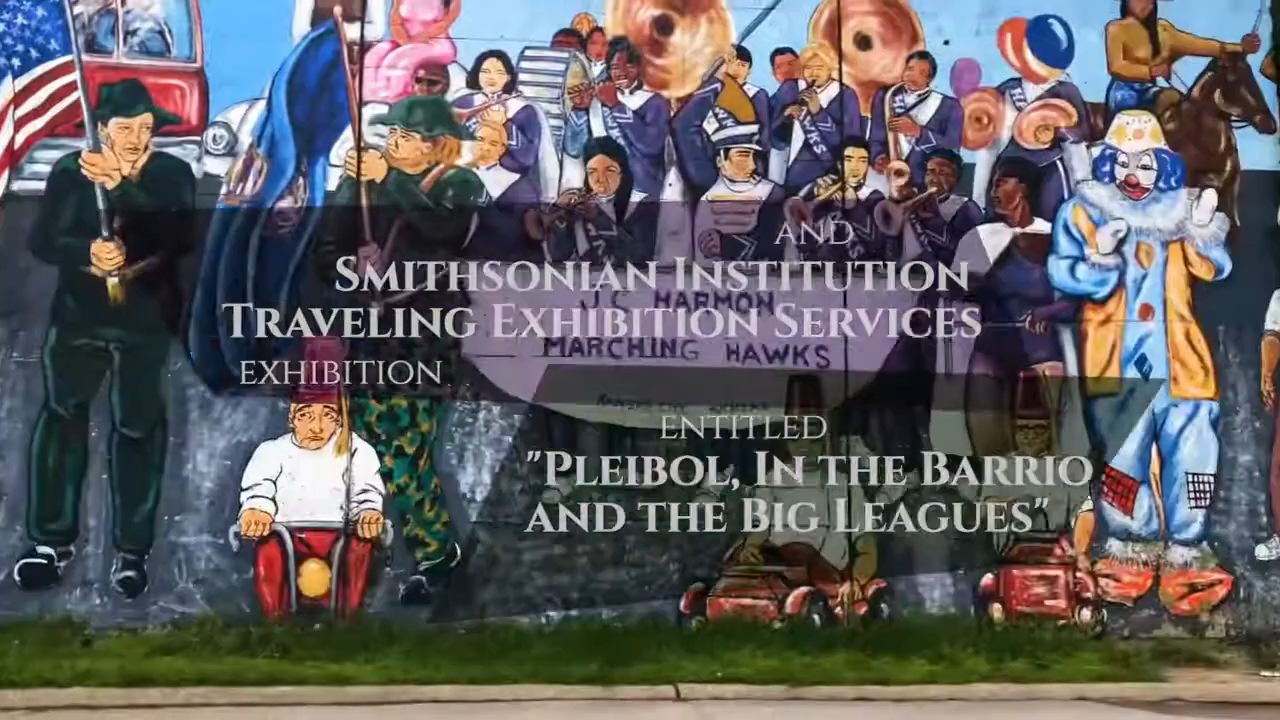 AND
SMITHSONIAN INSTITUTION
TRAVELING EXHIBITION SERVICES
EXHIBITION
J.C. HARMON
MARCHING HAWKS
ENTITLED
"PLEIBOL, IN THE BARRIO
AND THE BIG LEAGUES"
HAWKS